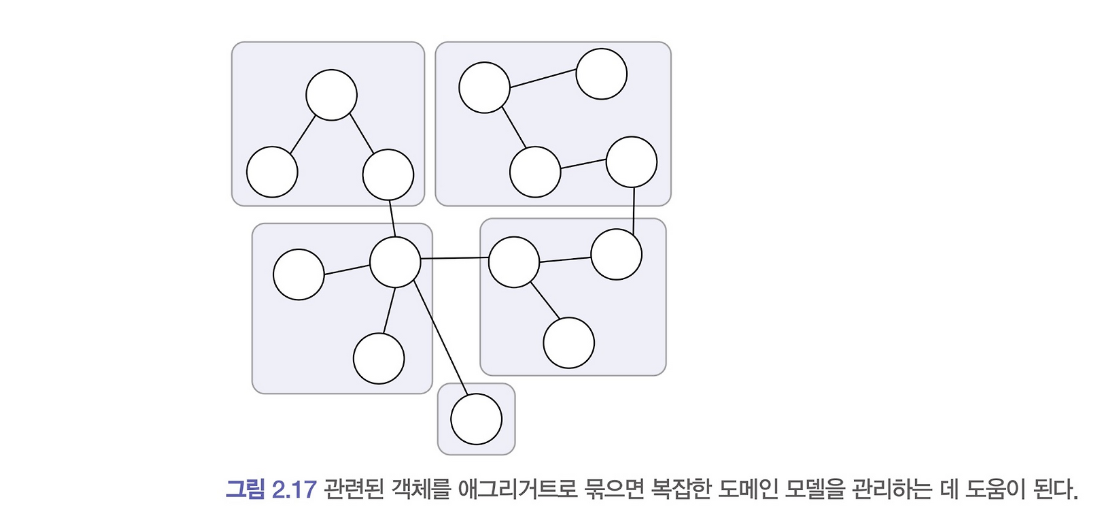 그림 2.17 관련된 객체를 애그리거트로 묶으면 복잡한 도메인 모델을 관리하는 데 도움이 된다.